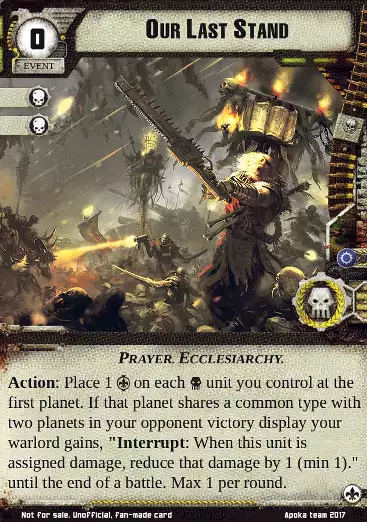 Our Last Stand
0
EVENT
Prayer. Ecclesiarchy.
Action: Place 1 on each unit you control at the
first planet. If that planet shares a common type with
two planets in your opponent victory display your
warlord gains, "Interrupt: When this unit is
assigned damage, reduce that damage by 1 (min 1)."
until the end of a battle. Max 1 per round.
Not for sale. Unofficial, fan-made card
Apoka team 2017